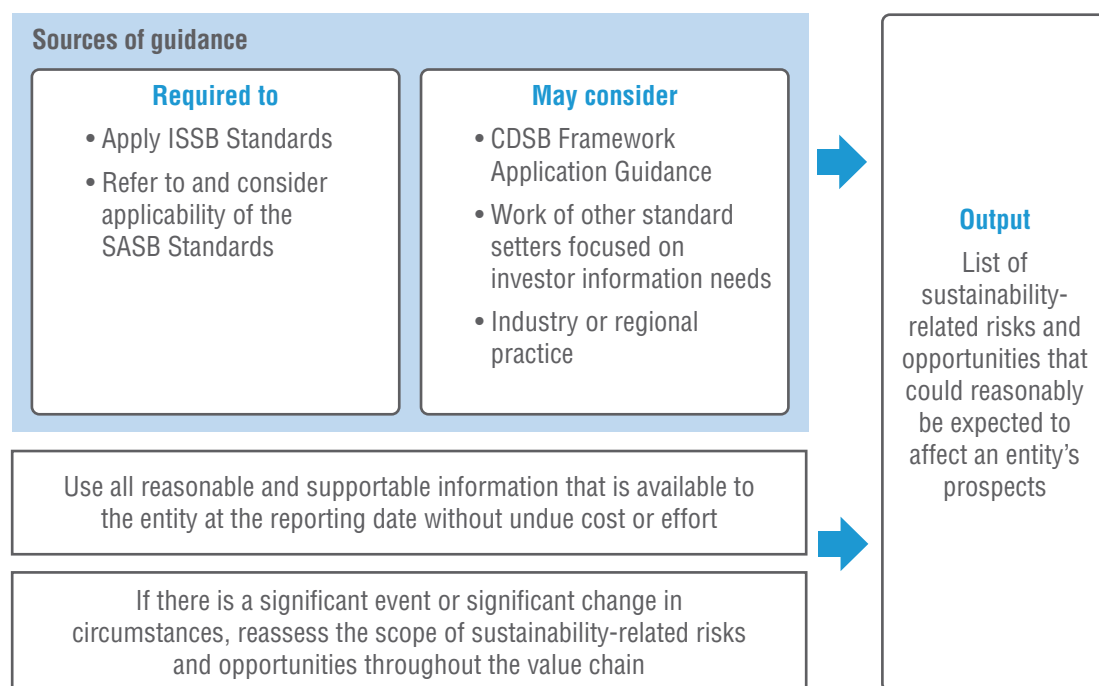 Sources of guidance
Required to
• Apply ISSB Standards
• Refer to and consider
applicability of the
SASB Standards
May consider
• CDSB Framework
Application Guidance
• Work of other standard
setters focused on
investor information needs
• Industry or regional
practice
Use all reasonable and supportable information that is available to
the entity at the reporting date without undue cost or effort
If there is a significant event or significant change in
circumstances, reassess the scope of sustainability-related risks
and opportunities throughout the value chain
Output
List of
sustainability-
related risks and
opportunities that
could reasonably
be expected to
affect an entity’s
prospects